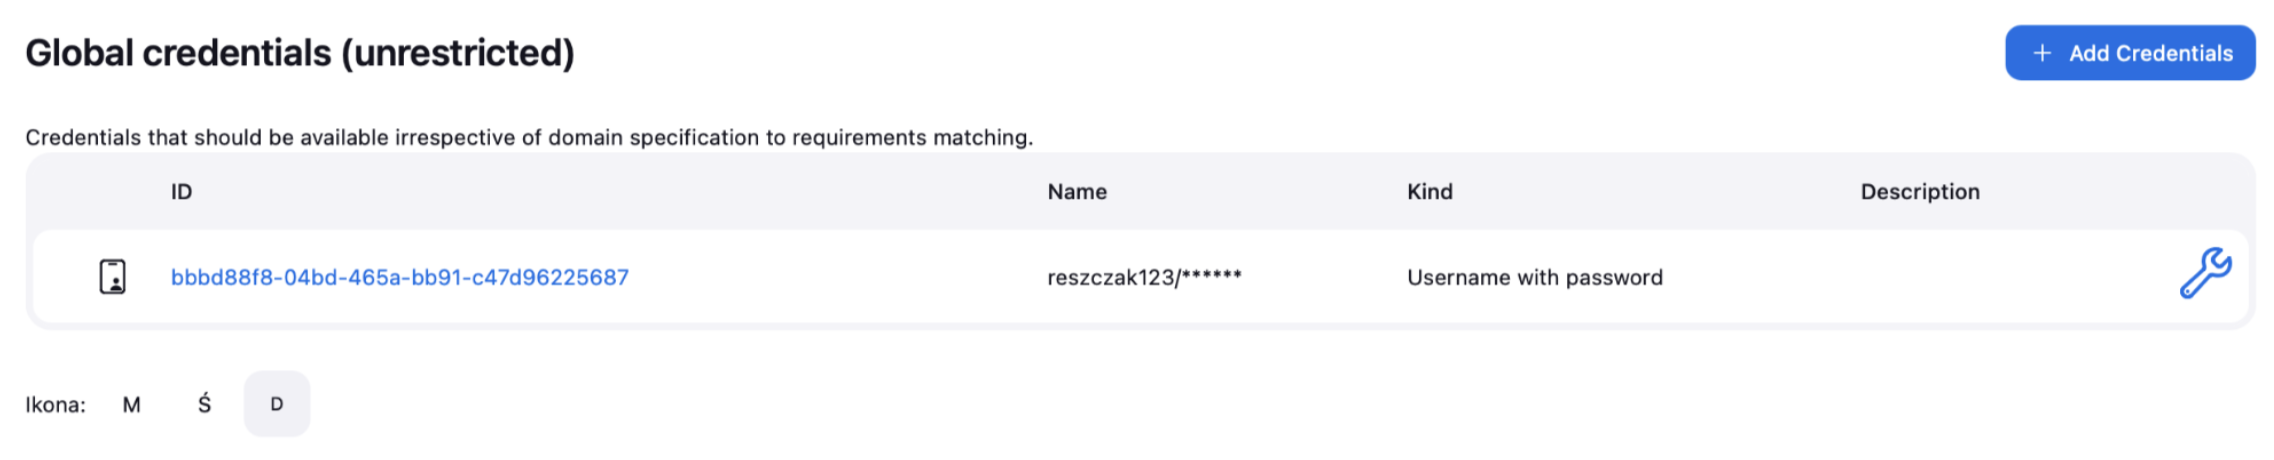 Global credentials (unrestricted)
+ Add Credentials
Credentials that should be available irrespective of domain specification to requirements matching.
ID Name Kind Description
bbbd88f8-04bd-465a-bb91-c47d96225687 reszczak123/****** Username with password
Ikona: M Ś D